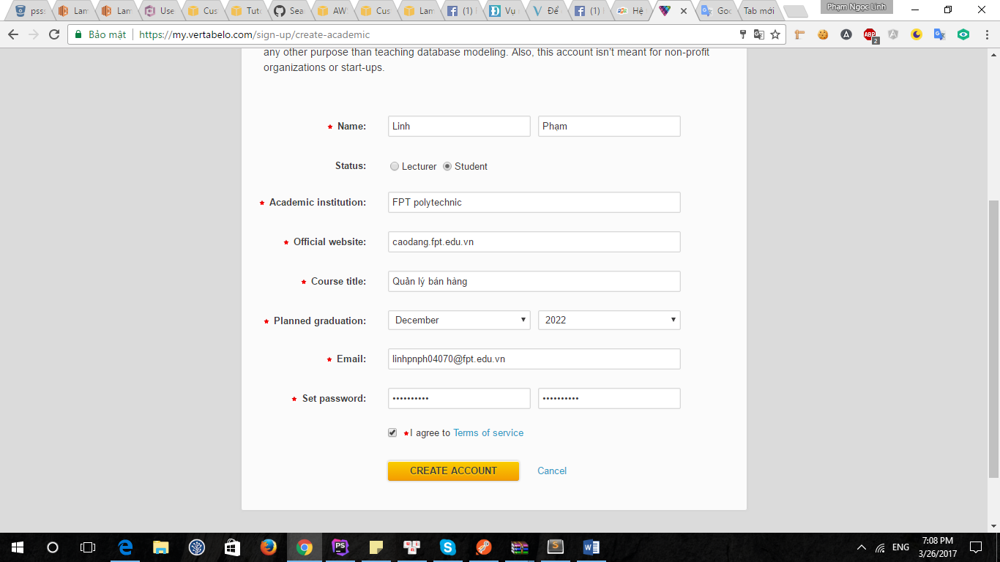 pss
Lam
Lam
Use
Cus
Tuto
Sea
AW
Cus
Lam
(1)
Vụ
Để
(1)
Hệ
Goo
Tab mới
Phạm Ngọc Linh
Bảo mật https://my.vertabelo.com/sign-up/create-academic
ABP
2
any other purpose than teaching database modeling. Also, this account isn't meant for non-profit
organizations or start-ups.
* Name: Linh Phạm
Status: Lecturer Student
* Academic institution: FPT polytechnic
* Official website: caodang.fpt.edu.vn
* Course title: Quản lý bán hàng
* Planned graduation: December 2022
* Email: linhpnph04070@fpt.edu.vn
* Set password: •••••••••• ••••••••••
* I agree to Terms of service
CREATE ACCOUNT Cancel
PS
ENG
7:08 PM
3/26/2017